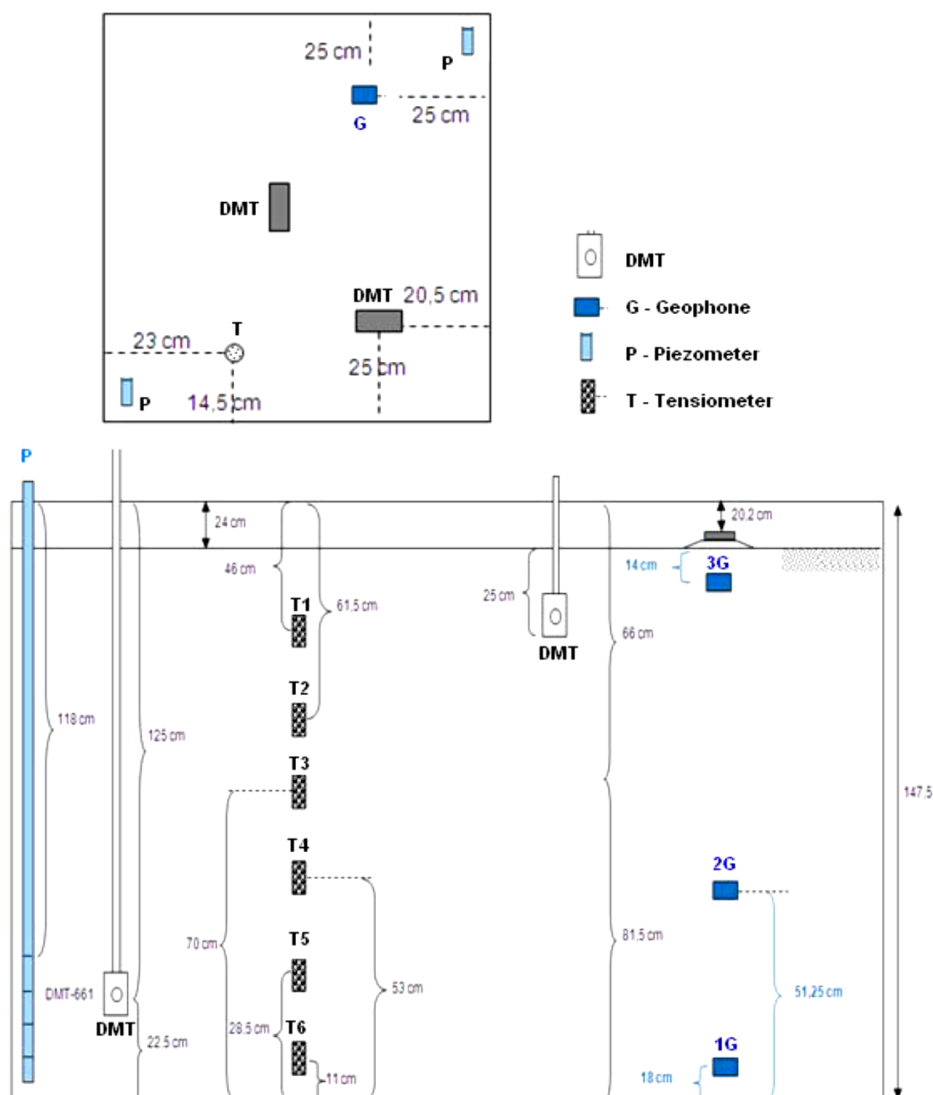 25 cm
P
25 cm
G
DMT
DMT
20,5 cm
T
23 cm
25 cm
P
14,5 cm
DMT
G - Geophone
P - Piezometer
T - Tensiometer
P
24 cm
20,2 cm
46 cm
3G
14 cm
T1
61,5 cm
25 cm
66 cm
DMT
T2
118 cm
125 cm
T3
147,5
T4
2G
70 cm
T5
81.5 cm
53 cm
DMT-661
51,25 cm
DMT
28.5 cm
T6
22.5 cm
1G
11 cm
18 cm